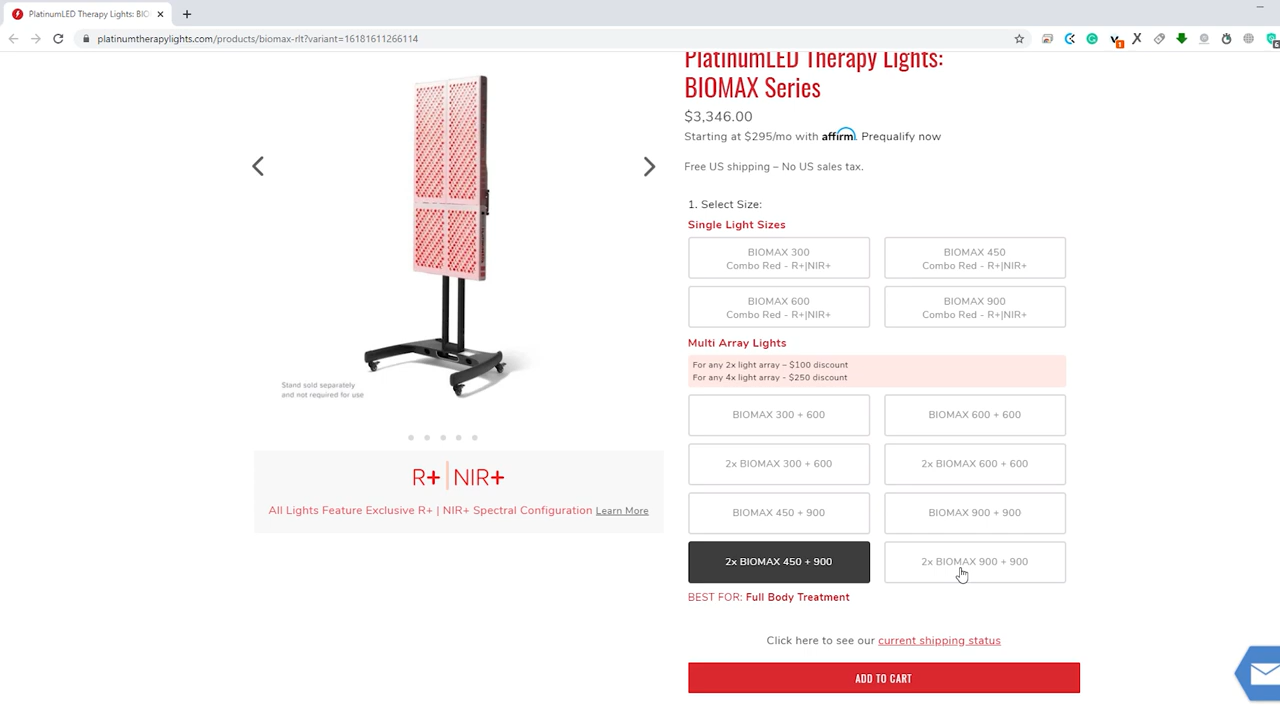 PlatinumLED Therapy Lights: BIO
platinumtherapylights.com/products/biomax-rlt?variant=16181611266114
PlatinumLED Therapy Lights:
BIOMAX Series
$3,346.00
Starting at $295/mo with affirm. Prequalify now
Free US shipping – No US sales tax.
1. Select Size:
Single Light Sizes
BIOMAX 300
Combo Red - R+|NIR+
BIOMAX 450
Combo Red - R+|NIR+
BIOMAX 600
Combo Red - R+|NIR+
BIOMAX 900
Combo Red - R+|NIR+
Multi Array Lights
For any 2x light array – $100 discount
For any 4x light array - $250 discount
BIOMAX 300 + 600
BIOMAX 600 + 600
2x BIOMAX 300 + 600
2x BIOMAX 600 + 600
BIOMAX 450 + 900
BIOMAX 900 + 900
2x BIOMAX 450 + 900
2x BIOMAX 900 + 900
BEST FOR: Full Body Treatment
Click here to see our current shipping status
ADD TO CART
Stand sold separately
and not required for use
R+ | NIR+
All Lights Feature Exclusive R+ | NIR+ Spectral Configuration Learn More